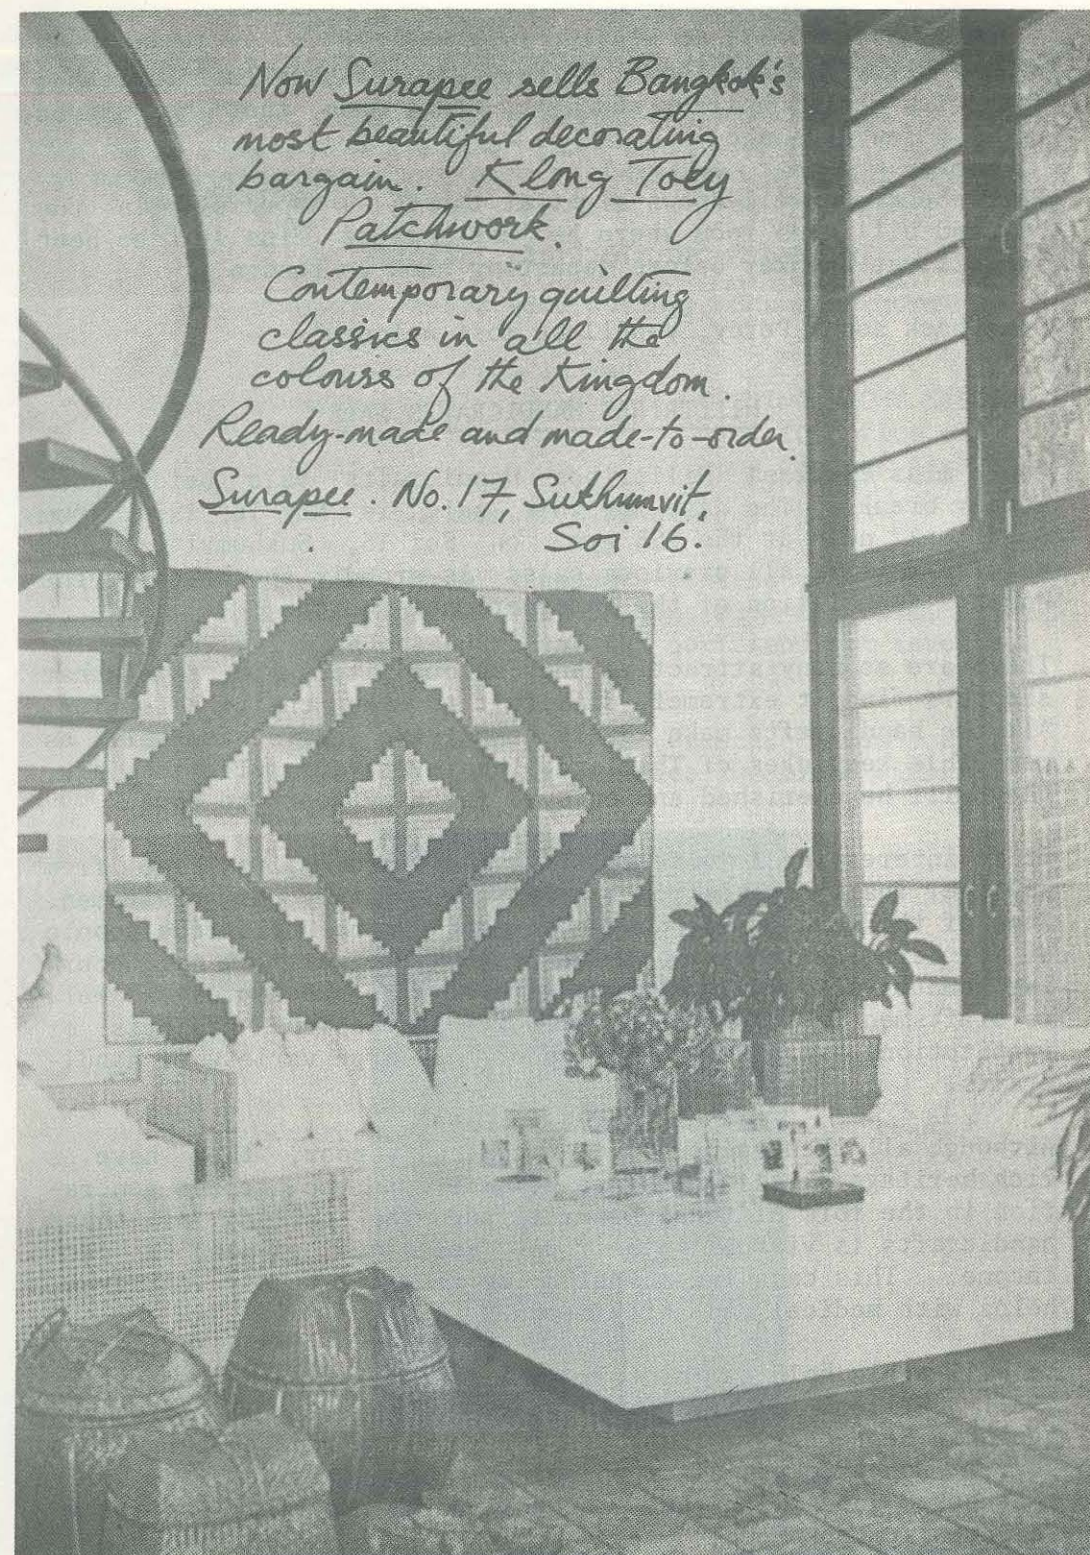 Now Surapee sells Bangkok's
most beautiful decorating
bargain. Klong Toey
Patchwork.
Contemporary quilting
classics in all the
colours of the Kingdom.
Ready-made and made-to-order.
Surapee. No. 17, Sukhumvit,
Soi 16.